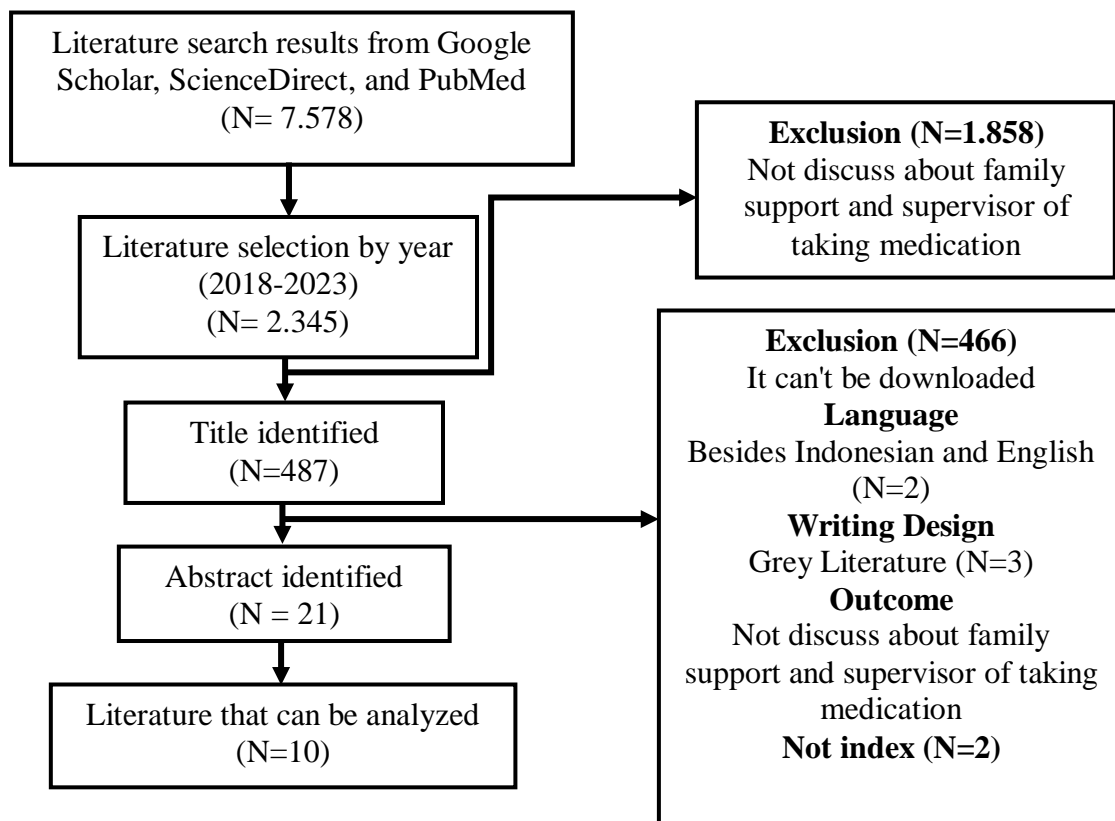 Literature search results from Google
Scholar, ScienceDirect, and PubMed
(N= 7.578)
Exclusion (N=1.858)
Not discuss about family
support and supervisor of
taking medication
Literature selection by year
(2018-2023)
(N= 2.345)
Title identified
(N=487)
Exclusion (N=466)
It can't be downloaded
Language
Besides Indonesian and English
(N=2)
Writing Design
Grey Literature (N=3)
Outcome
Not discuss about family
support and supervisor of taking
medication
Not index (N=2)
Abstract identified
(N = 21)
Literature that can be analyzed
(N=10)